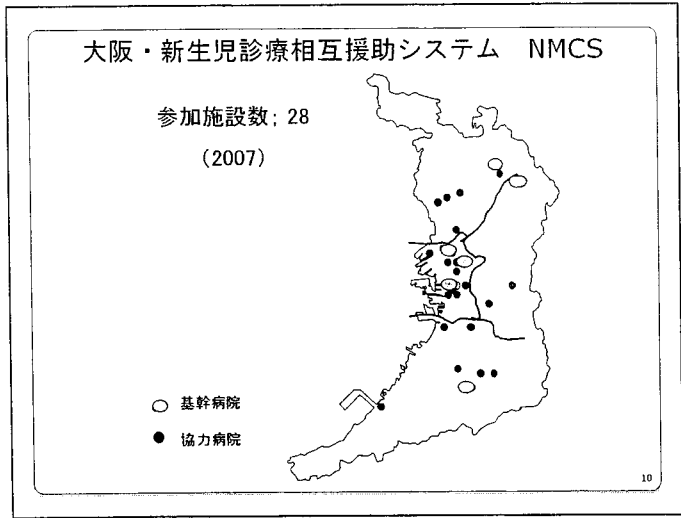 大阪・新生児診療相互援助システム　NMCS
参加施設数; 28
(2007)
基幹病院
協力病院
10